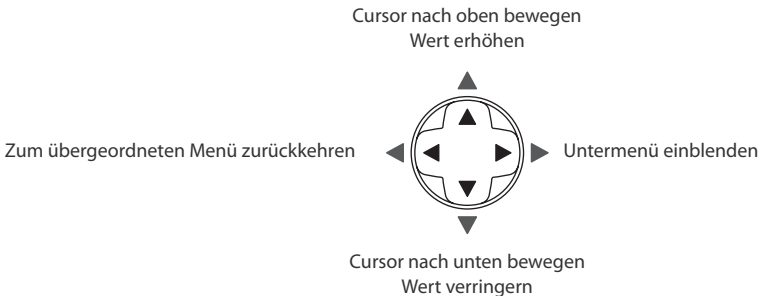 Cursor nach oben bewegen
Wert erhöhen
Zum übergeordneten Menü zurückkehren
Untermenü einblenden
Cursor nach unten bewegen
Wert verringern